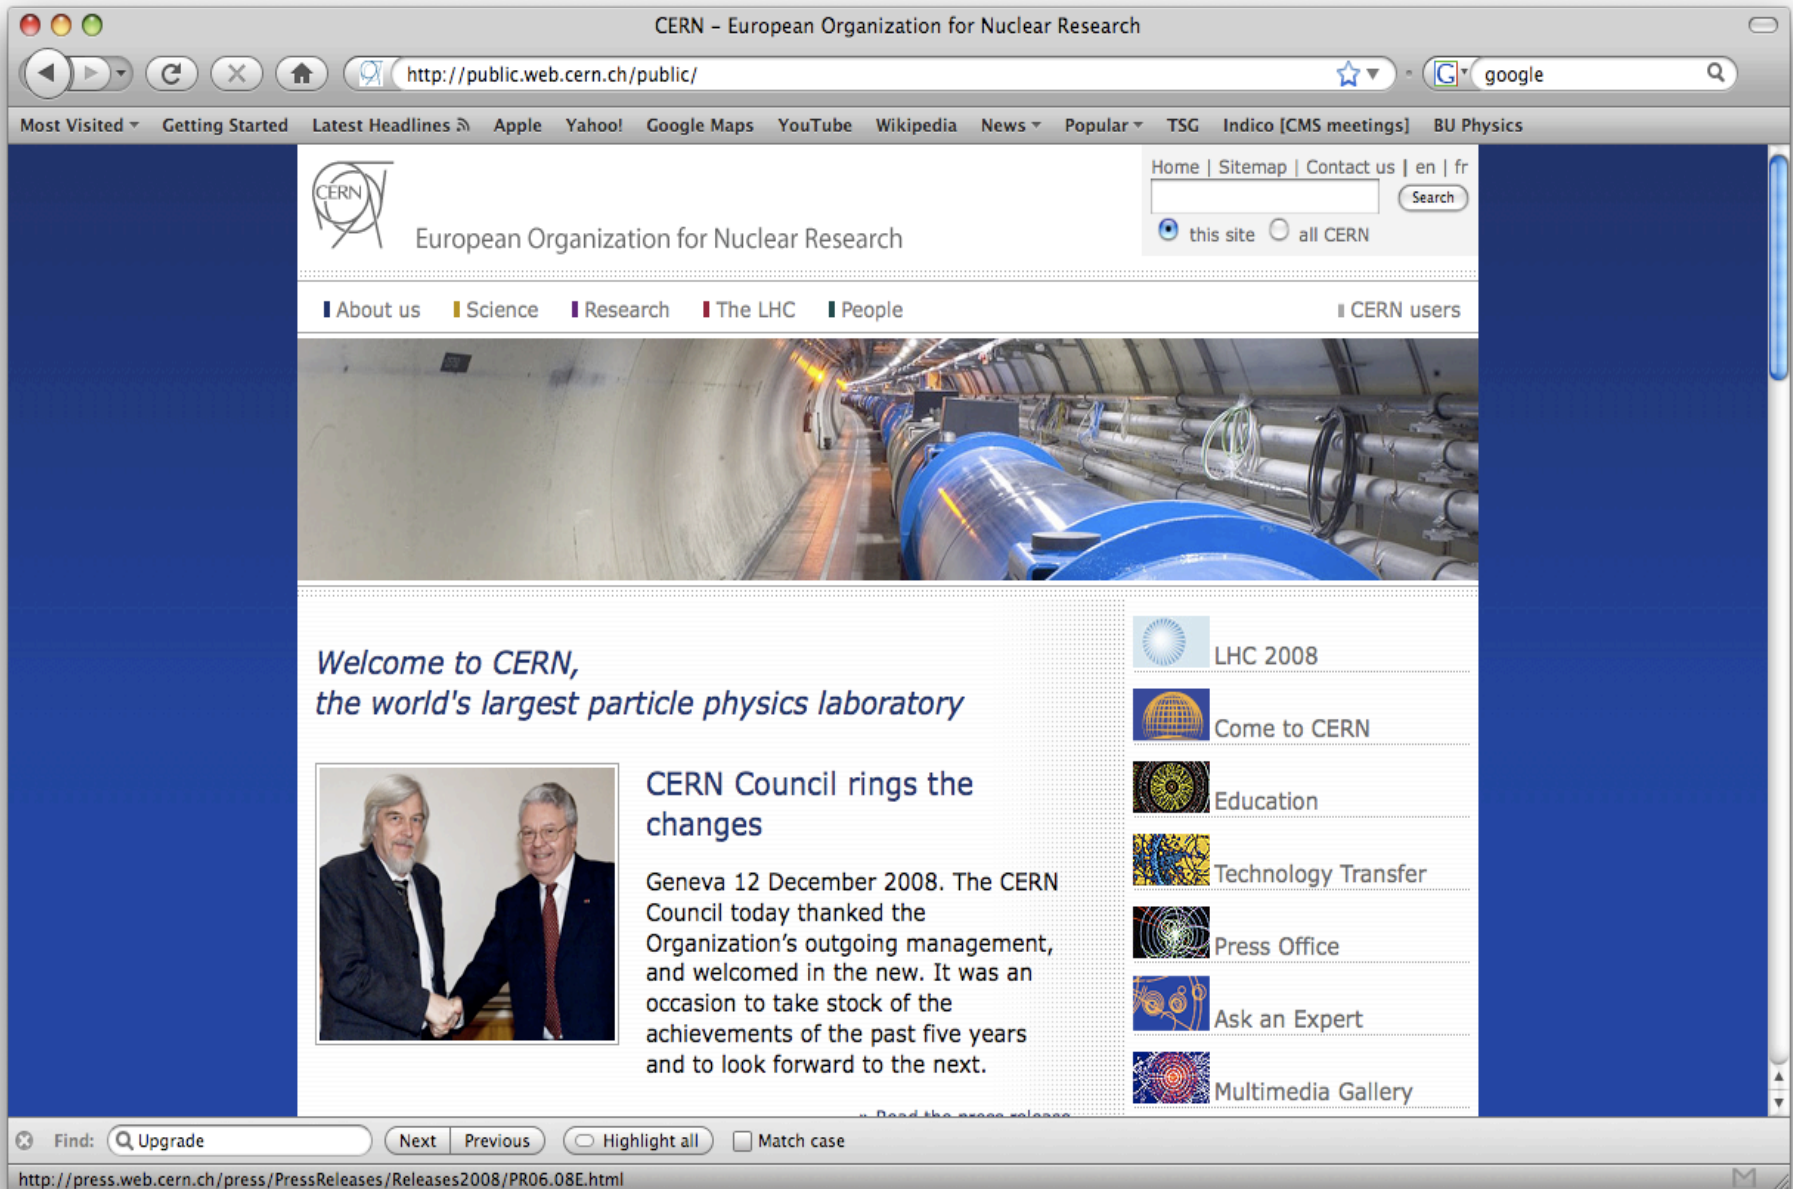 CERN – European Organization for Nuclear Research
http://public.web.cern.ch/public/
google
Most Visited Getting Started Latest Headlines Apple Yahoo! Google Maps YouTube Wikipedia News Popular TSG Indico [CMS meetings] BU Physics
Home | Sitemap | Contact us | en | fr
CERN
Search
European Organization for Nuclear Research
this site all CERN
About us Science Research The LHC People CERN users
Welcome to CERN,
the world's largest particle physics laboratory
CERN Council rings the
changes
Geneva 12 December 2008. The CERN
Council today thanked the
Organization’s outgoing management,
and welcomed in the new. It was an
occasion to take stock of the
achievements of the past five years
and to look forward to the next.
» Read the press release
LHC 2008
Come to CERN
Education
Technology Transfer
Press Office
Ask an Expert
Multimedia Gallery
Find: Upgrade Next Previous Highlight all Match case
http://press.web.cern.ch/press/PressReleases/Releases2008/PR06.08E.html